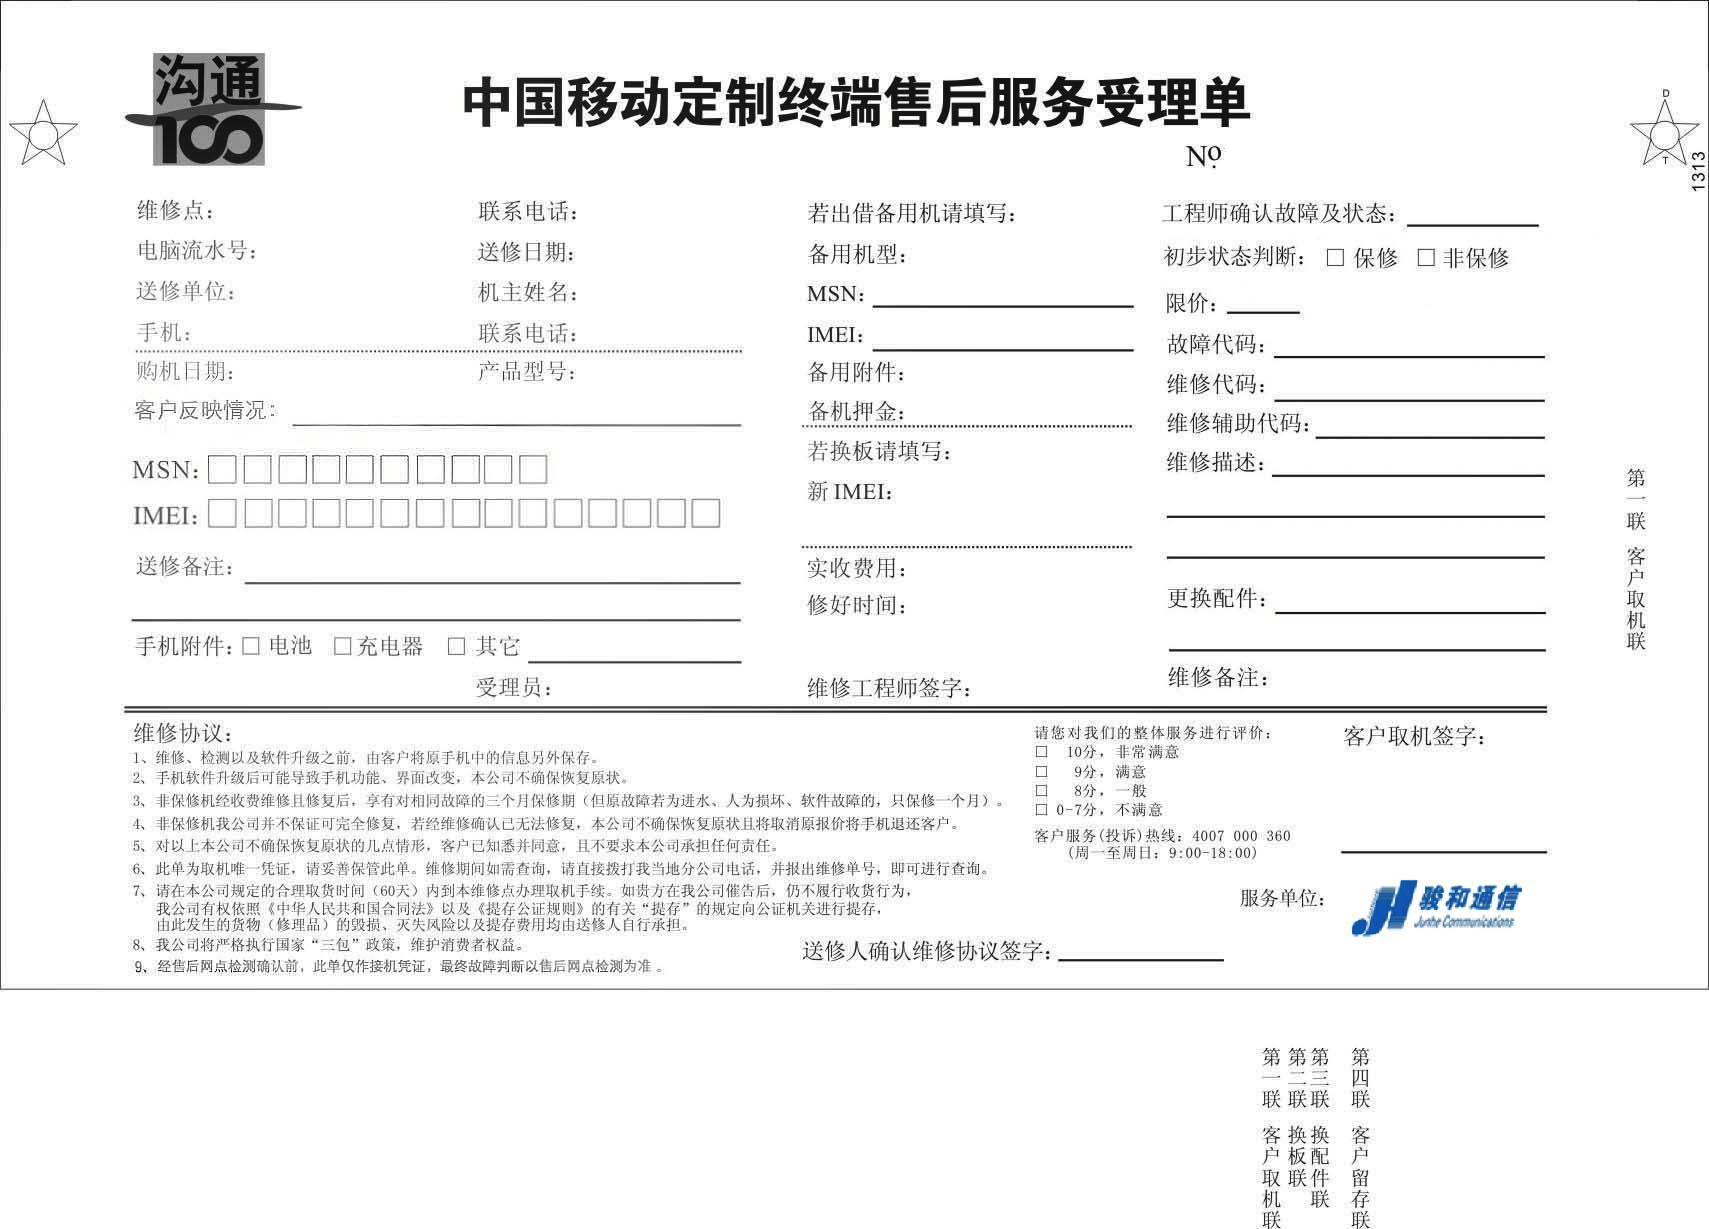 沟通
100
中国移动定制终端售后服务受理单
№
D
T
1313
维修点：
电脑流水号：
送修单位：
手机：
购机日期：
客户反映情况：
联系电话：
送修日期：
机主姓名：
联系电话：
产品型号：
MSN：□□□□□□□□□□
IMEI：□□□□□□□□□□□□□□□
送修备注：
手机附件：□ 电池 □充电器 □ 其它
受理员：
若出借备用机请填写：
备用机型：
MSN：
IMEI：
备用附件：
备机押金：
若换板请填写：
新 IMEI：
实收费用：
修好时间：
维修工程师签字：
工程师确认故障及状态：
初步状态判断： □ 保修 □ 非保修
限价：
故障代码：
维修代码：
维修辅助代码：
维修描述：
更换配件：
维修备注：
第一联 客户取机联
维修协议：
1、维修、检测以及软件升级之前，由客户将原手机中的信息另外保存。
2、手机软件升级后可能导致手机功能、界面改变，本公司不确保恢复原状。
3、非保修机经收费维修且修复后，享有对相同故障的三个月保修期（但原故障若为进水、人为损坏、软件故障的，只保修一个月）。
4、非保修机我公司并不保证可完全修复，若经维修确认已无法修复，本公司不确保恢复原状且将取消原报价将手机退还客户。
5、对以上本公司不确保恢复原状的几点情形，客户已知悉并同意，且不要求本公司承担任何责任。
6、此单为取机唯一凭证，请妥善保管此单。维修期间如需查询，请直接拨打我当地分公司电话，并报出维修单号，即可进行查询。
7、请在本公司规定的合理取货时间（60天）内到本维修点办理取机手续。如贵方在我公司催告后，仍不履行收货行为，
我公司有权依照《中华人民共和国合同法》以及《提存公证规则》的有关“提存”的规定向公证机关进行提存，
由此发生的货物（修理品）的毁损、灭失风险以及提存费用均由送修人自行承担。
8、我公司将严格执行国家“三包”政策，维护消费者权益。
9、经售后网点检测确认前，此单仅作接机凭证，最终故障判断以售后网点检测为准 。
请您对我们的整体服务进行评价：
□ 10分，非常满意
□ 9分，满意
□ 8分，一般
□ 0-7分，不满意
客户服务(投诉)热线：4007 000 360
(周一至周日：9:00-18:00)
客户取机签字：
服务单位：
骏和通信
Junhe Communications
送修人确认维修协议签字：
第一联 客户取机联
第二联 换板联
第三联 换配件联
第四联 客户留存联